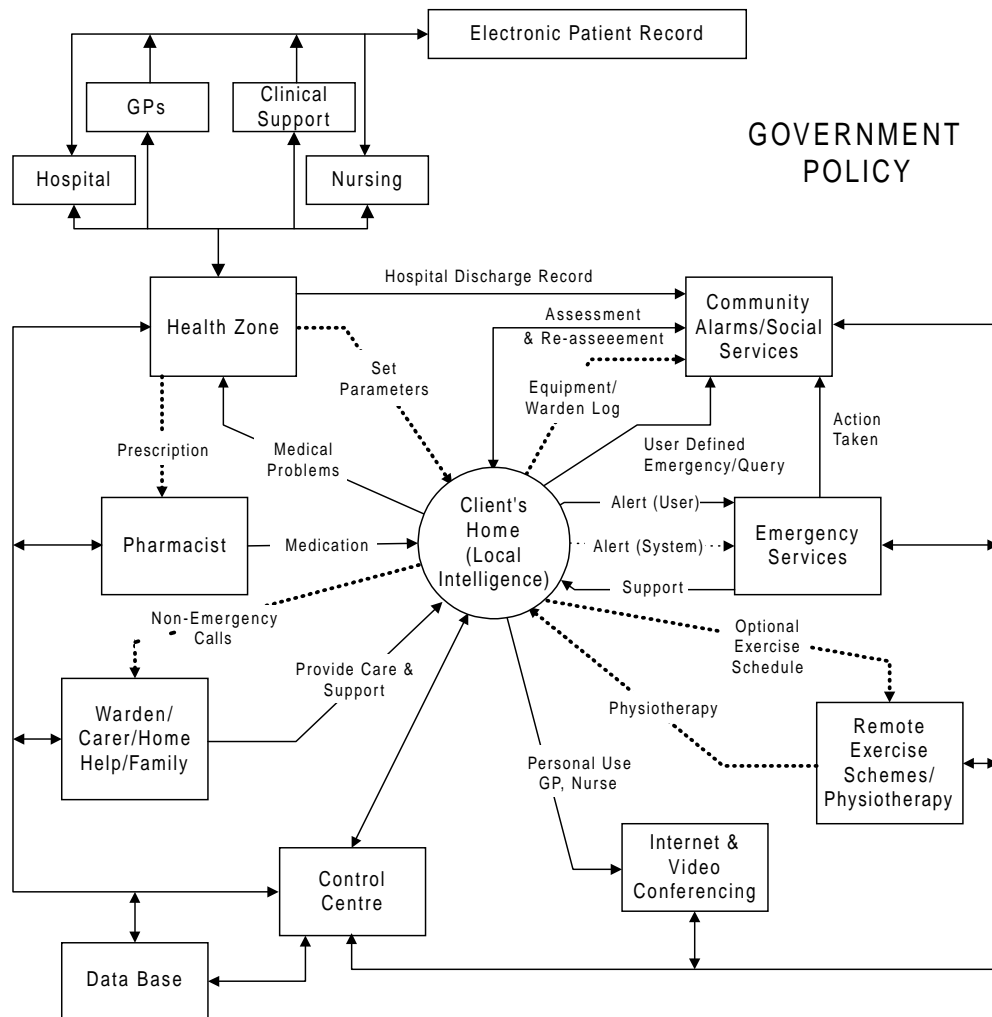 Electronic Patient Record
GPs
Clinical
Support
GOVERNMENT
POLICY
Hospital
Nursing
Hospital Discharge Record
Health Zone
Community
Alarms/Social
Services
Assessment
& Re-asseeement
Set
Parameters
Equipment/
Warden Log
Action
Taken
Prescription
Medical
Problems
User Defined
Emergency/Query
Client's
Home
(Local
Intelligence)
Alert (User)
Pharmacist
Medication
Alert (System)
Emergency
Services
Support
Non-Emergency
Calls
Optional
Exercise
Schedule
Provide Care &
Support
Physiotherapy
Warden/
Carer/Home
Help/Family
Remote
Exercise
Schemes/
Physiotherapy
Personal Use
GP, Nurse
Internet &
Video
Conferencing
Control
Centre
Data Base